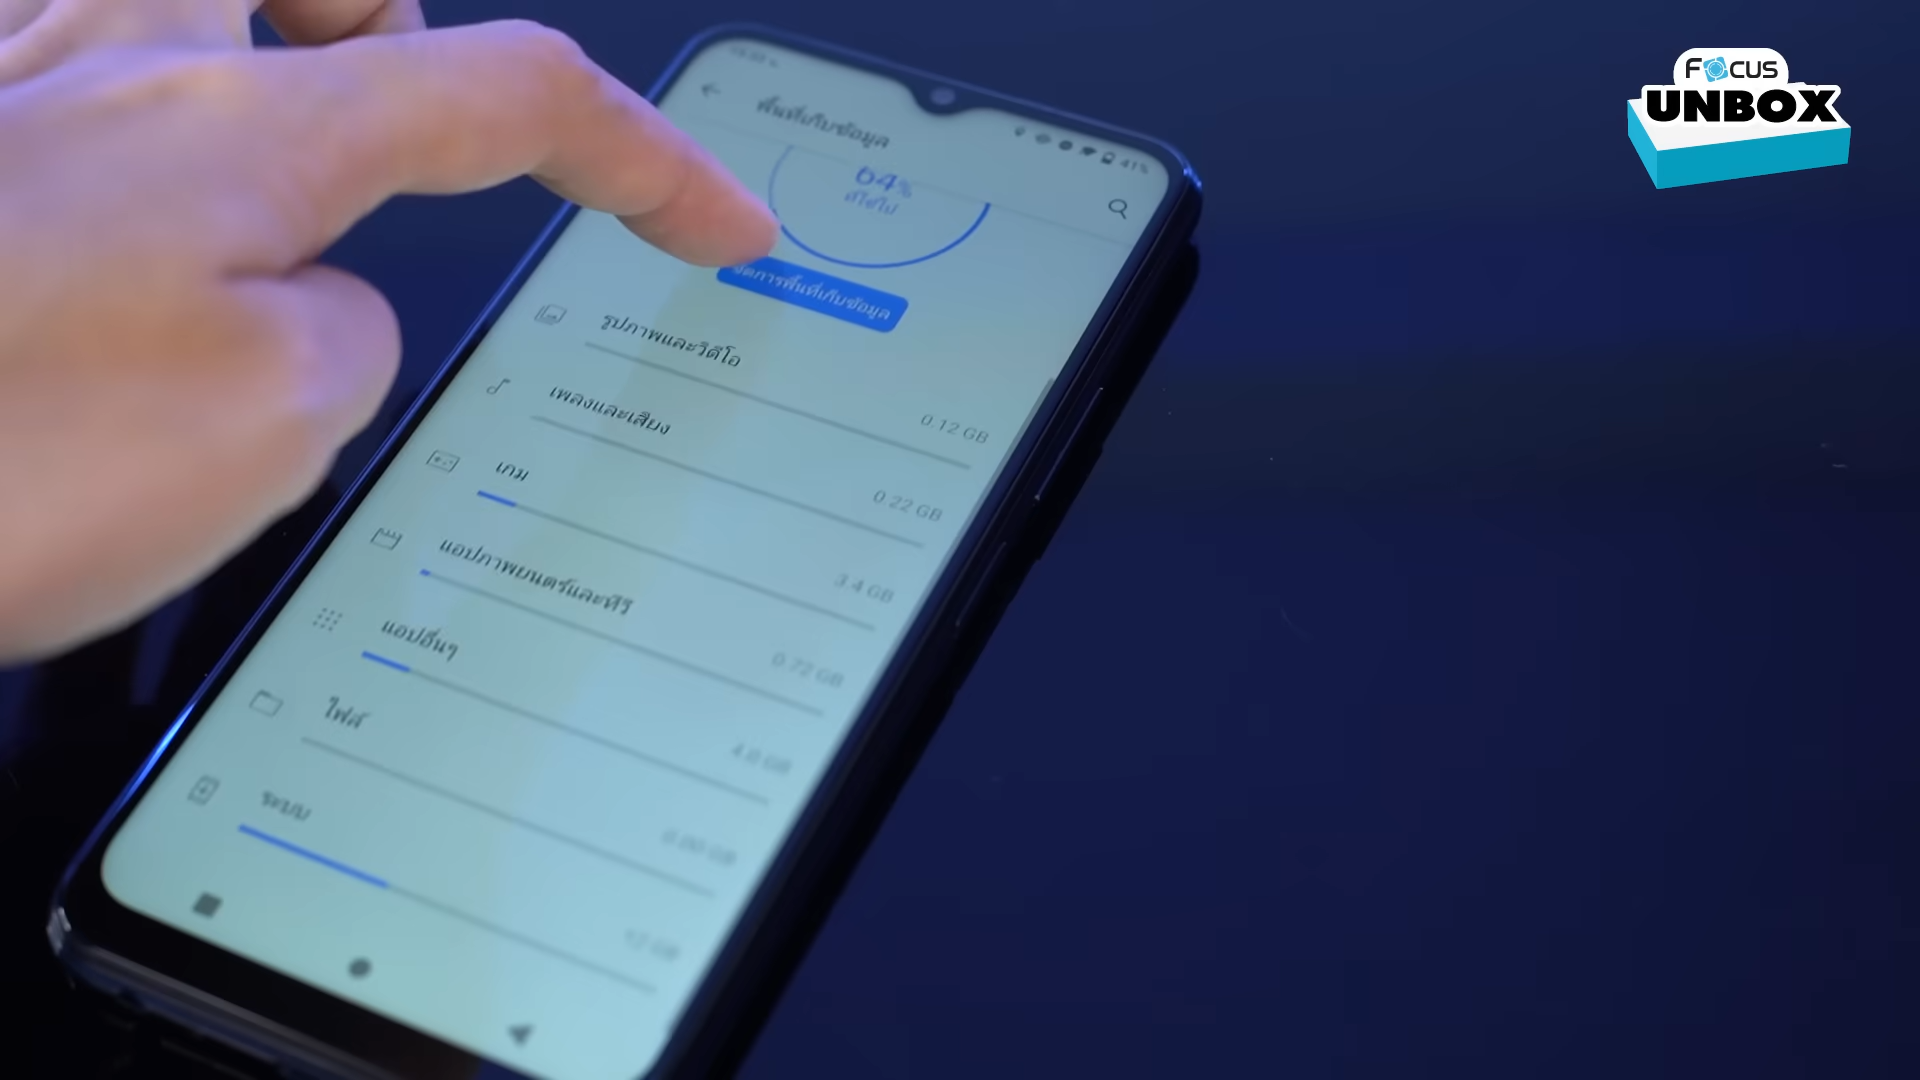 FOCUS
UNBOX
41%
พื้นที่เก็บข้อมูล
64%
ที่ใช้ไป
จัดการพื้นที่เก็บข้อมูล
รูปภาพและวิดีโอ
0.12 GB
เพลงและเสียง
0.22 GB
เกม
3.4 GB
แอปภาพยนตร์และทีวี
0.72 GB
แอปอื่นๆ
ไฟล์
0.00 GB
ระบบ